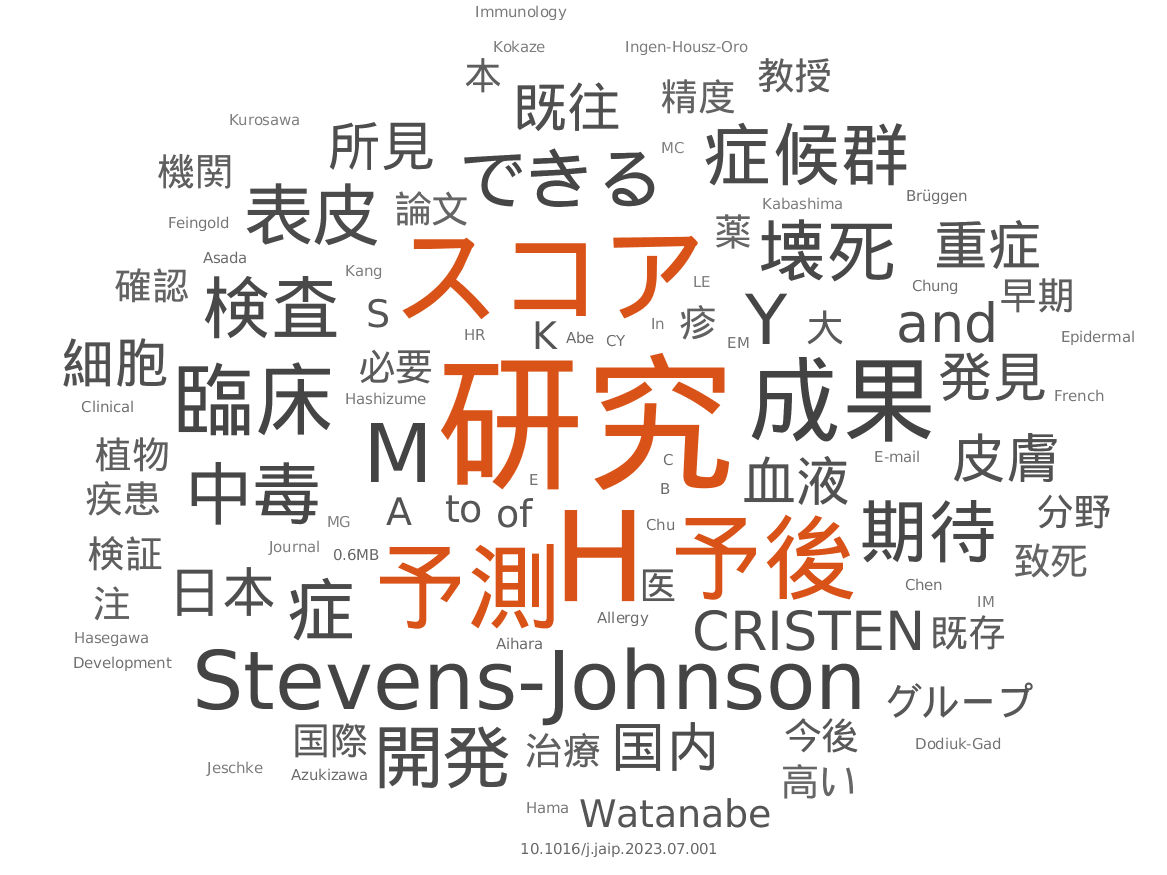 Immunology
Kokaze
Ingen-Housz-Oro
本
既往
精度
教授
Kurosawa
所見
できる
MC
症候群
機関
表皮
論文
Kabashima
Brüggen
Feingold
薬
壊死
重症
Asada
Kang
スコア
LE
Chung
早期
確認
検査
S
HR
K
Abe
CY
In
疹
EM
Y
大
and
Epidermal
細胞
臨床
必要
Hashizume
研究
成果
発見
French
Clinical
植物
M
C
E-mail
皮膚
疾患
中毒
A
to
of
E
B
血液
期待
分野
MG
Chu
検証
Journal
0.6MB
予測
H
予後
医
致死
注
日本
症
Chen
IM
Allergy
CRISTEN
既存
Hasegawa
Development
Aihara
Stevens-Johnson
グループ
国際
開発
治療
国内
今後
Dodiuk-Gad
Jeschke
Azukizawa
高い
Hama
Watanabe
10.1016/j.jaip.2023.07.001